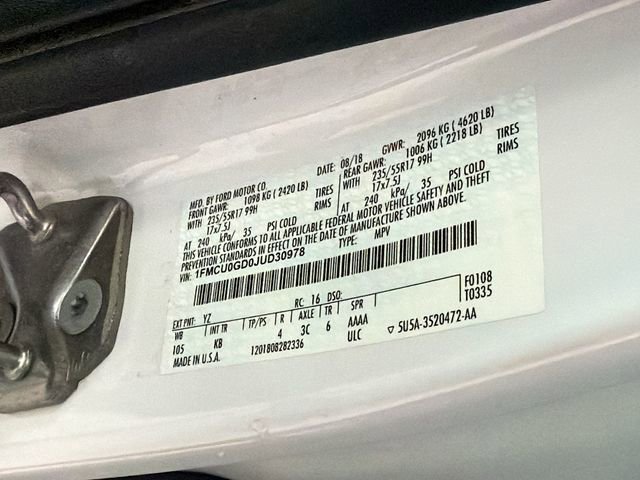 MFD. BY FORD MOTOR CO.
DATE: 08/18 GVWR: 2096 KG ( 4620 LB)
FRONT GAWR: 1098 KG ( 2420 LB) REAR GAWR: 1006 KG ( 2218 LB)
WITH 235/55R17 99H TIRES WITH 235/55R17 99H TIRES
17x7.5J RIMS 17x7.5J RIMS
AT 240 kPa/ 35 PSI COLD AT 240 kPa/ 35 PSI COLD
THIS VEHICLE CONFORMS TO ALL APPLICABLE FEDERAL MOTOR VEHICLE SAFETY AND THEFT
PREVENTION STANDARDS IN EFFECT ON THE DATE OF MANUFACTURE SHOWN ABOVE.
VIN: 1FMCU0GD0JUD30978 TYPE: MPV
F0108
T0335
EXT PNT: YZ RC: 16 DSO:
WB INT TR TP/PS R AXLE TR SPR
105 KB 4 3C 6 AAAA
MADE IN U.S.A. 1201808282336 ULC ▽ 5U5A-3520472-AA